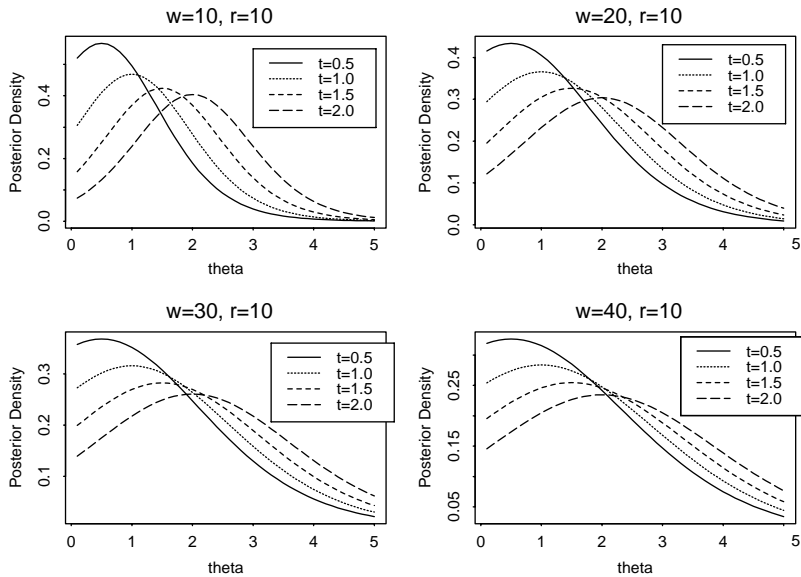 w=10, r=10
Posterior Density
0.0 0.2 0.4
t=0.5
t=1.0
t=1.5
t=2.0
0 1 2 3 4 5
theta
w=20, r=10
Posterior Density
0.0 0.1 0.2 0.3 0.4
t=0.5
t=1.0
t=1.5
t=2.0
0 1 2 3 4 5
theta
w=30, r=10
Posterior Density
0.1 0.2 0.3
t=0.5
t=1.0
t=1.5
t=2.0
0 1 2 3 4 5
theta
w=40, r=10
Posterior Density
0.05 0.15 0.25
t=0.5
t=1.0
t=1.5
t=2.0
0 1 2 3 4 5
theta